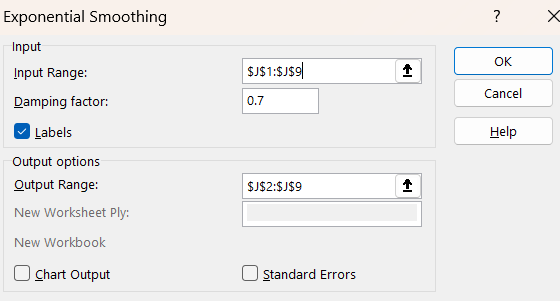 Exponential Smoothing ? ×
Input
Input Range: $J$1:$J$9 OK
Damping factor: 0.7 Cancel
Labels Help
Output options
Output Range: $J$2:$J$9
New Worksheet Ply:
New Workbook
Chart Output Standard Errors